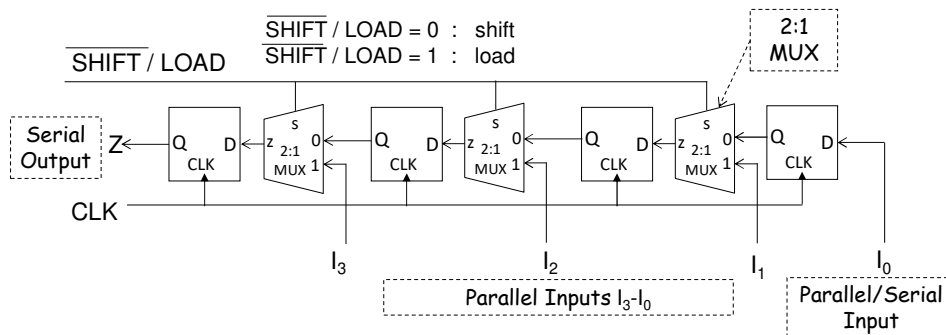 SHIFT / LOAD = 0 : shift
SHIFT / LOAD = 1 : load
2:1
MUX
SHIFT / LOAD
Serial
Output
Z
Q D
CLK
s
z 0
2:1
MUX 1
Q D
CLK
s
z 0
2:1
MUX 1
Q D
CLK
s
z 0
2:1
MUX 1
Q D
CLK
CLK
I₃
I₂
I₁
I₀
Parallel Inputs I₃-I₀
Parallel/Serial
Input